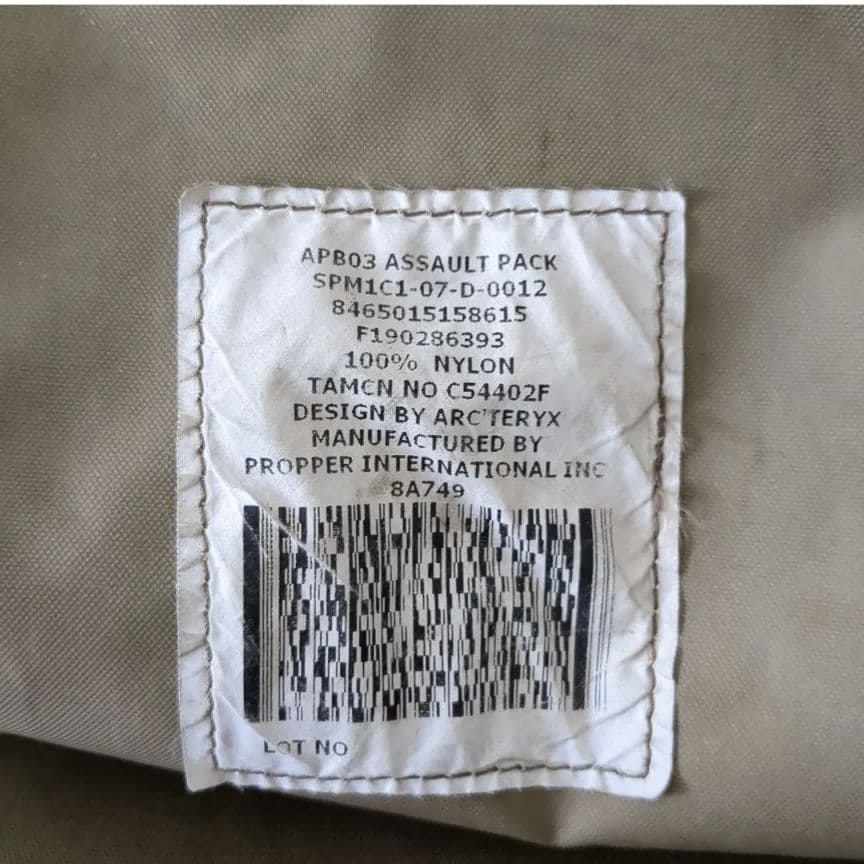 APB03 ASSAULT PACK
SPM1C1-07-D-0012
8465015158615
F190286393
100% NYLON
TAMCN NO C54402F
DESIGN BY ARC'TERYX
MANUFACTURED BY
PROPPER INTERNATIONAL INC
8A749
LOT NO